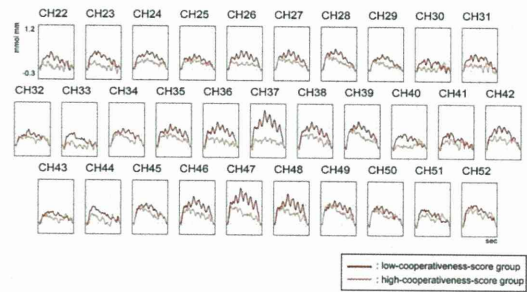 CH22 CH23 CH24 CH25 CH26 CH27 CH28 CH29 CH30 CH31
1.2
mmol mm
-0.3
CH32 CH33 CH34 CH35 CH36 CH37 CH38 CH39 CH40 CH41 CH42
CH43 CH44 CH45 CH46 CH47 CH48 CH49 CH50 CH51 CH52
sec
: low-cooperativeness-score group
: high-cooperativeness-score group